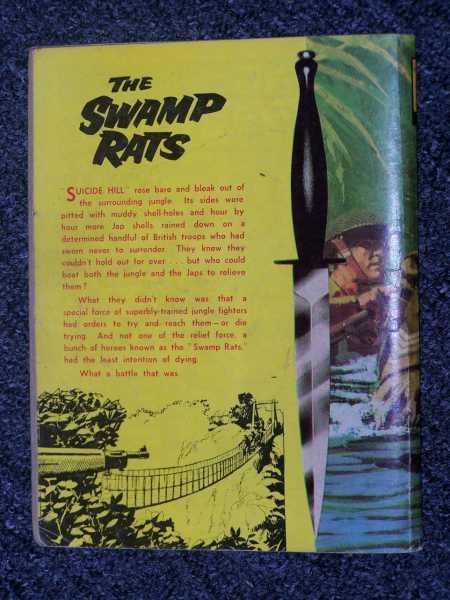 THE
SWAMP
RATS
"SUICIDE HILL" rose bare and bleak out of
the surrounding jungle. Its sides were
pitted with muddy shell-holes and hour by
hour more Jap shells rained down on a
determined handful of British troops who had
sworn never to surrender. They knew they
couldn't hold out for ever . . . but who could
beat both the jungle and the Japs to relieve
them?
What they didn't know was that a
special force of superbly-trained jungle fighters
had orders to try and reach them—or die
trying. And not one of the relief force, a
bunch of heroes known as the "Swamp Rats,"
had the least intention of dying.
What a battle that was.